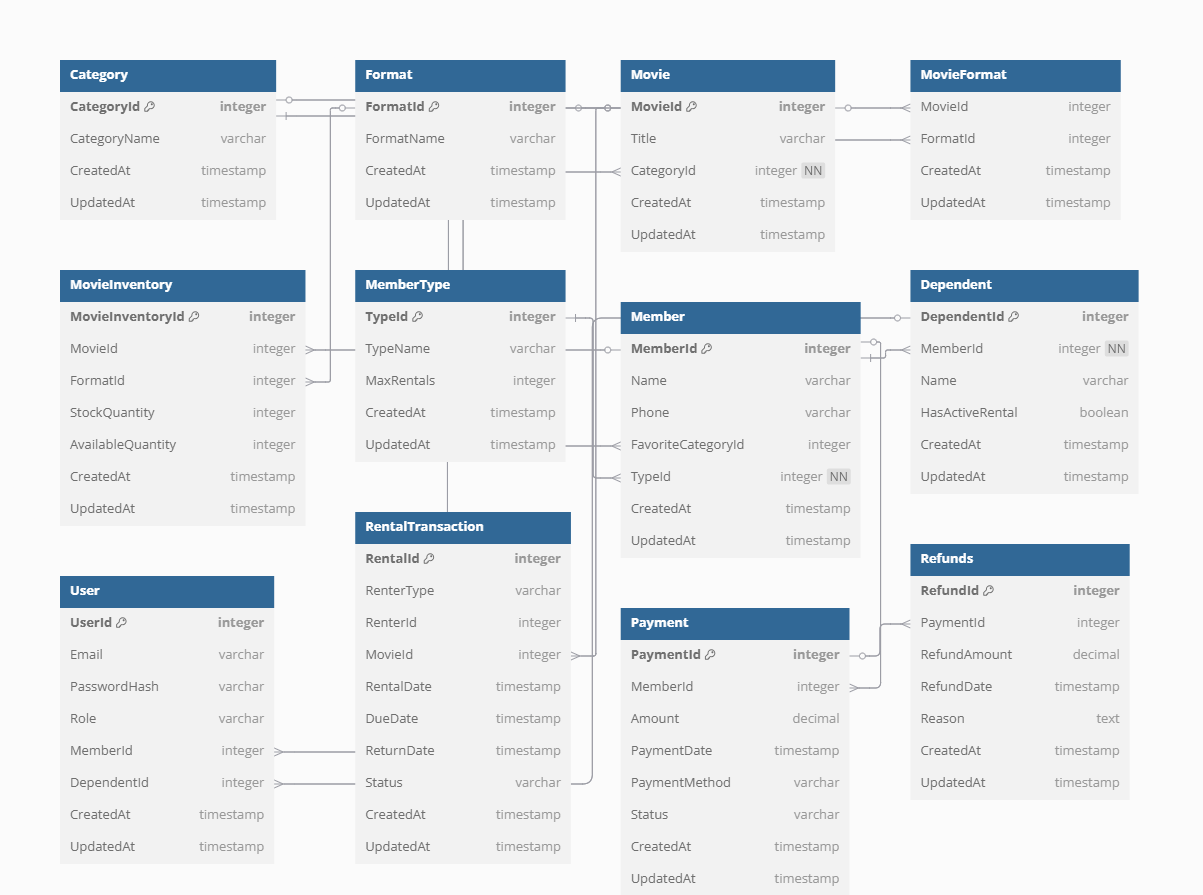 Category
CategoryId integer
CategoryName varchar
CreatedAt timestamp
UpdatedAt timestamp
Format
FormatId integer
FormatName varchar
CreatedAt timestamp
UpdatedAt timestamp
Movie
MovieId integer
Title varchar
CategoryId integer NN
CreatedAt timestamp
UpdatedAt timestamp
MovieFormat
MovieId integer
FormatId integer
CreatedAt timestamp
UpdatedAt timestamp
MovieInventory
MovieInventoryId integer
MovieId integer
FormatId integer
StockQuantity integer
AvailableQuantity integer
CreatedAt timestamp
UpdatedAt timestamp
MemberType
TypeId integer
TypeName varchar
MaxRentals integer
CreatedAt timestamp
UpdatedAt timestamp
Member
MemberId integer
Name varchar
Phone varchar
FavoriteCategoryId integer
TypeId integer NN
CreatedAt timestamp
UpdatedAt timestamp
Dependent
DependentId integer
MemberId integer NN
Name varchar
HasActiveRental boolean
CreatedAt timestamp
UpdatedAt timestamp
User
UserId integer
Email varchar
PasswordHash varchar
Role varchar
MemberId integer
DependentId integer
CreatedAt timestamp
UpdatedAt timestamp
RentalTransaction
RentalId integer
RenterType varchar
RenterId integer
MovieId integer
RentalDate timestamp
DueDate timestamp
ReturnDate timestamp
Status varchar
CreatedAt timestamp
UpdatedAt timestamp
Payment
PaymentId integer
MemberId integer
Amount decimal
PaymentDate timestamp
PaymentMethod varchar
Status varchar
CreatedAt timestamp
UpdatedAt timestamp
Refunds
RefundId integer
PaymentId integer
RefundAmount decimal
RefundDate timestamp
Reason text
CreatedAt timestamp
UpdatedAt timestamp